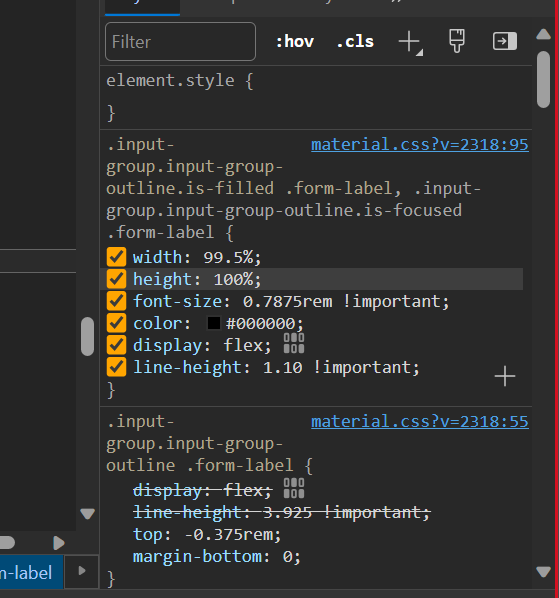 Filter :hov .cls
element.style {
}
.input- material.css?v=2318:95
group.input-group-
outline.is-filled .form-label, .input-
group.input-group-outline.is-focused
.form-label {
width: 99.5%;
height: 100%;
font-size: 0.7875rem !important;
color: #000000;
display: flex;
line-height: 1.10 !important;
}
.input- material.css?v=2318:55
group.input-group-
outline .form-label {
display: flex;
line-height: 3.925 !important;
top: -0.375rem;
margin-bottom: 0;
}
m-label